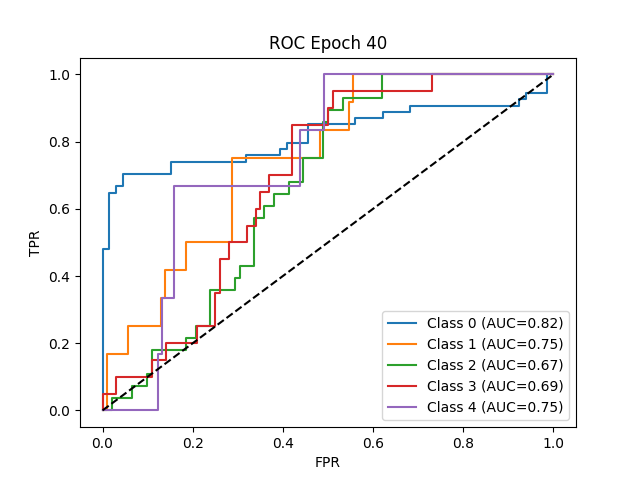 ROC Epoch 40
TPR
1.0
0.8
0.6
0.4
0.2
0.0
0.0 0.2 0.4 0.6 0.8 1.0
FPR
Class 0 (AUC=0.82)
Class 1 (AUC=0.75)
Class 2 (AUC=0.67)
Class 3 (AUC=0.69)
Class 4 (AUC=0.75)